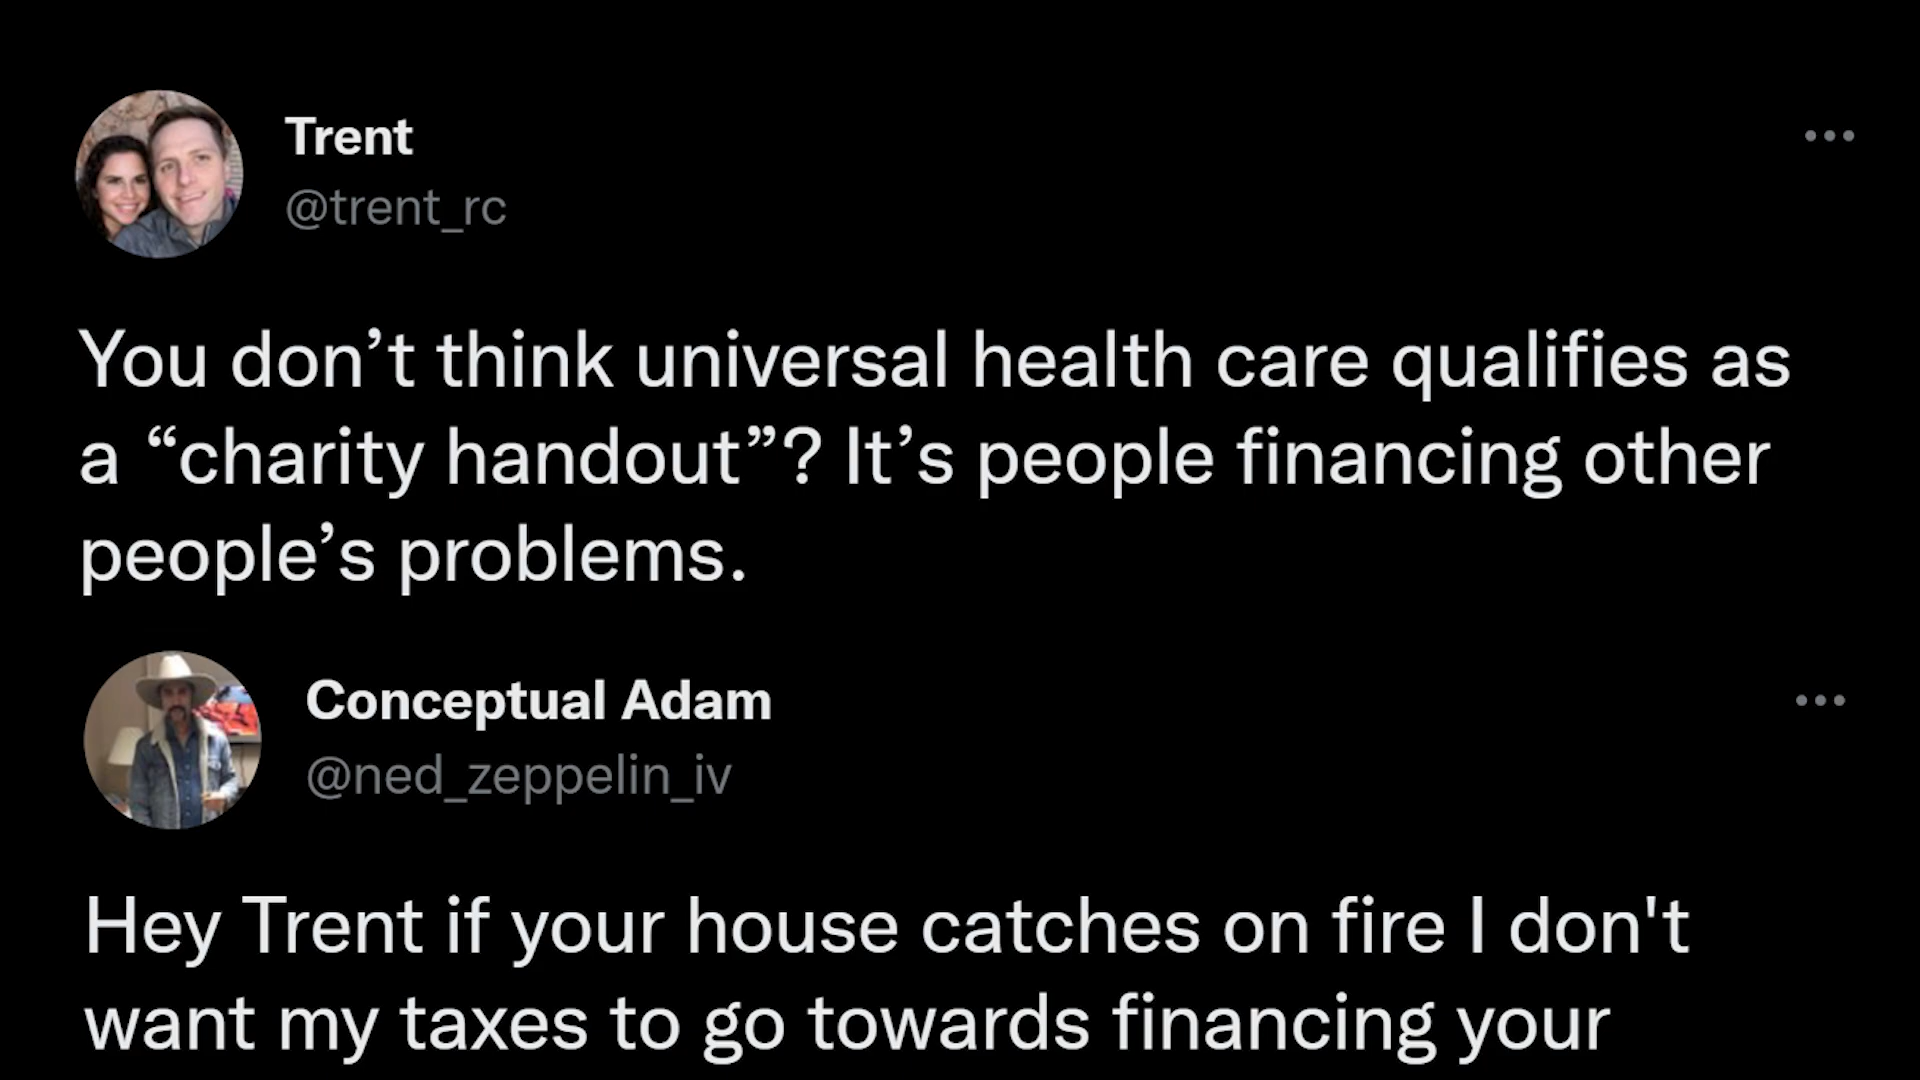 Trent
@trent_rc
You don’t think universal health care qualifies as
a “charity handout”? It’s people financing other
people’s problems.
Conceptual Adam
@ned_zeppelin_iv
Hey Trent if your house catches on fire I don't
want my taxes to go towards financing your